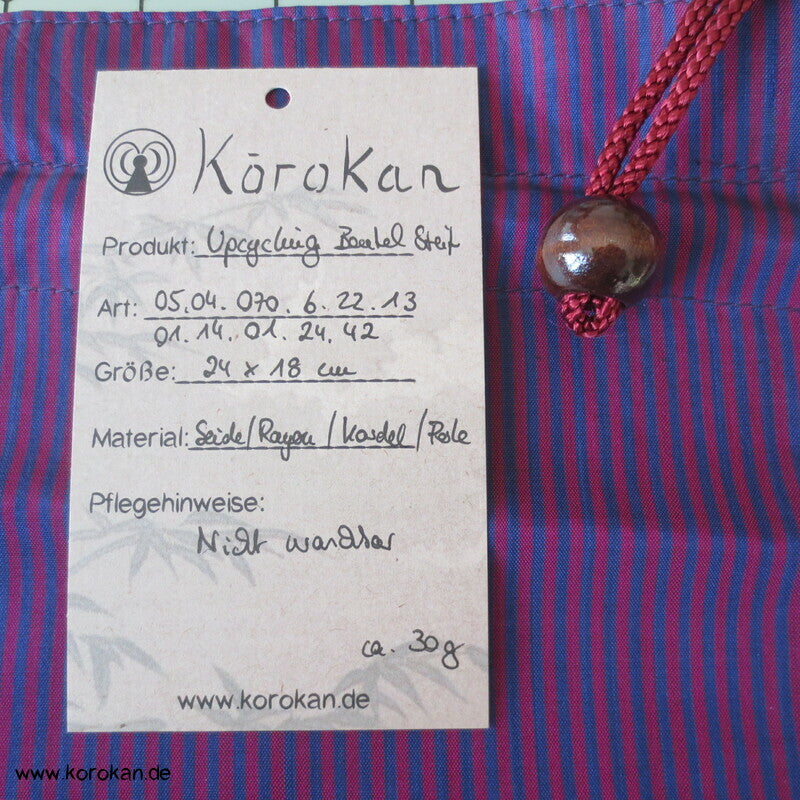 Kōrokan
Produkt: Upcycling Beutel Steif
Art: 05.04.070.6.22.13
01.14.01.24.42
Größe: 24 x 18 cm
Material: Seide/Rayon/Kordel/Perle
Pflegehinweise:
Nicht waschbar
ca. 30g
www.korokan.de
www.korokan.de